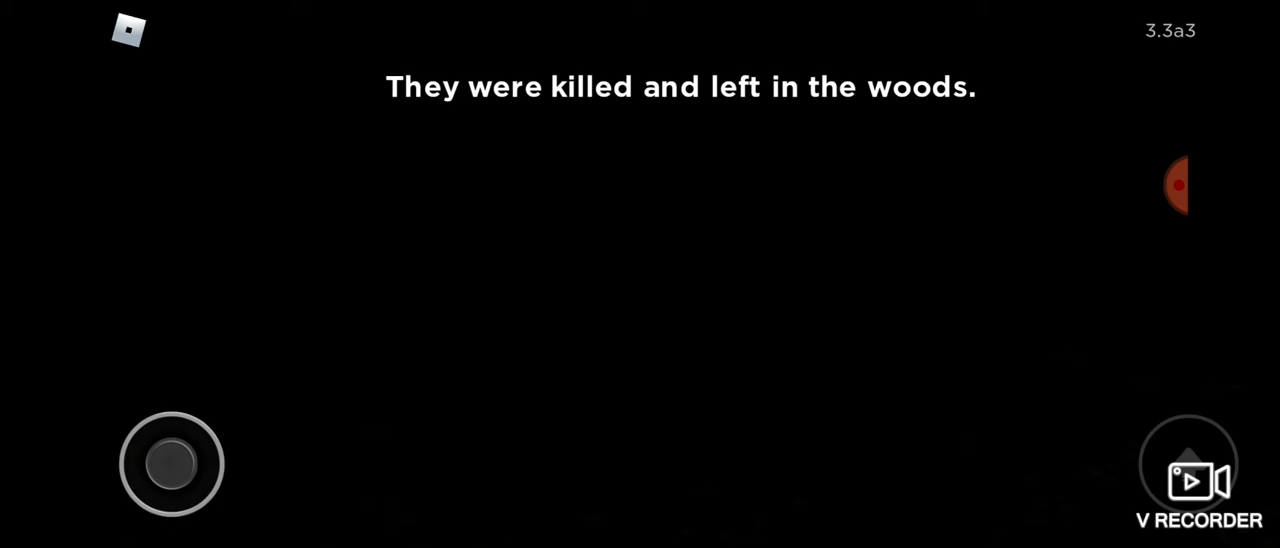 3.3a3
They were killed and left in the woods.
V RECORDER